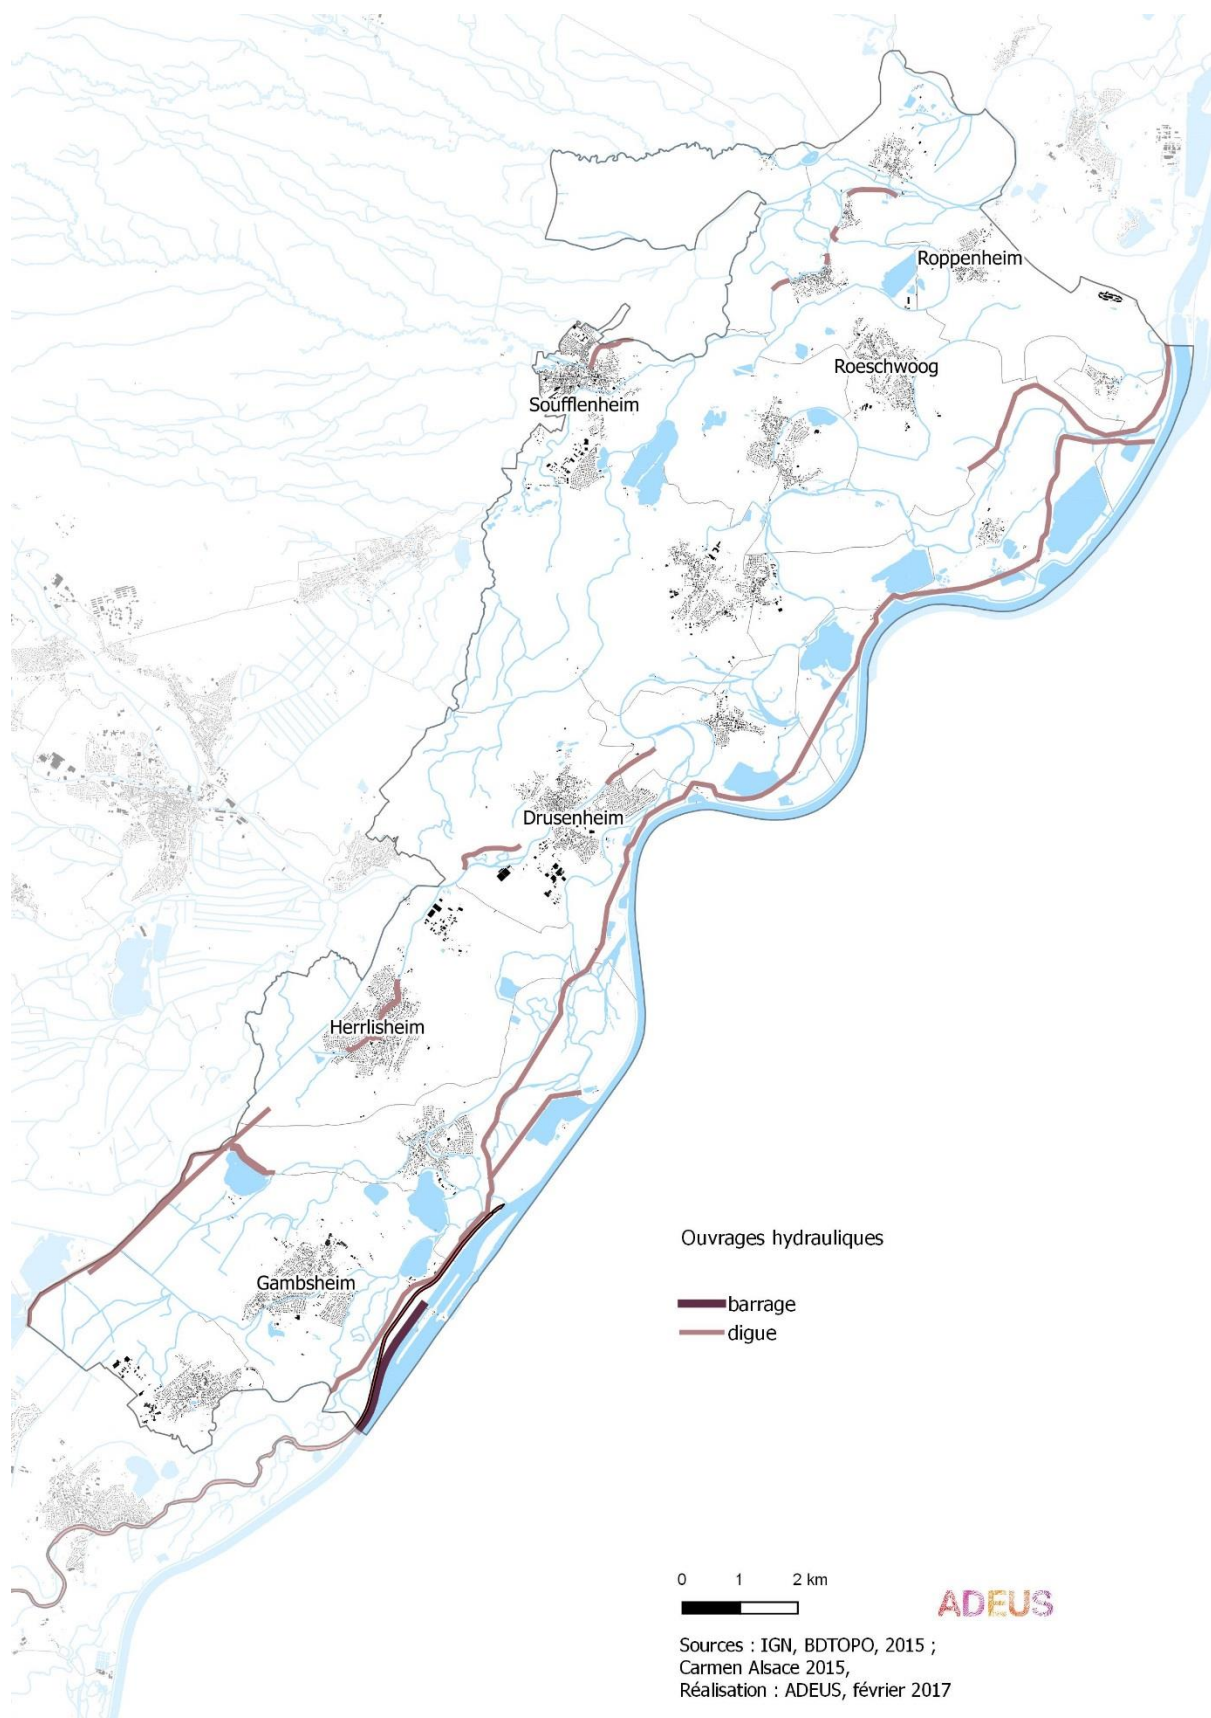 Roppenheim
Roeschwoog
Soufflenheim
Drusenheim
Herrlisheim
Gambsheim
Ouvrages hydrauliques
barrage
digue
0 1 2 km
ADEUS
Sources : IGN, BDTOPO, 2015 ;
Carmen Alsace 2015,
Réalisation : ADEUS, février 2017